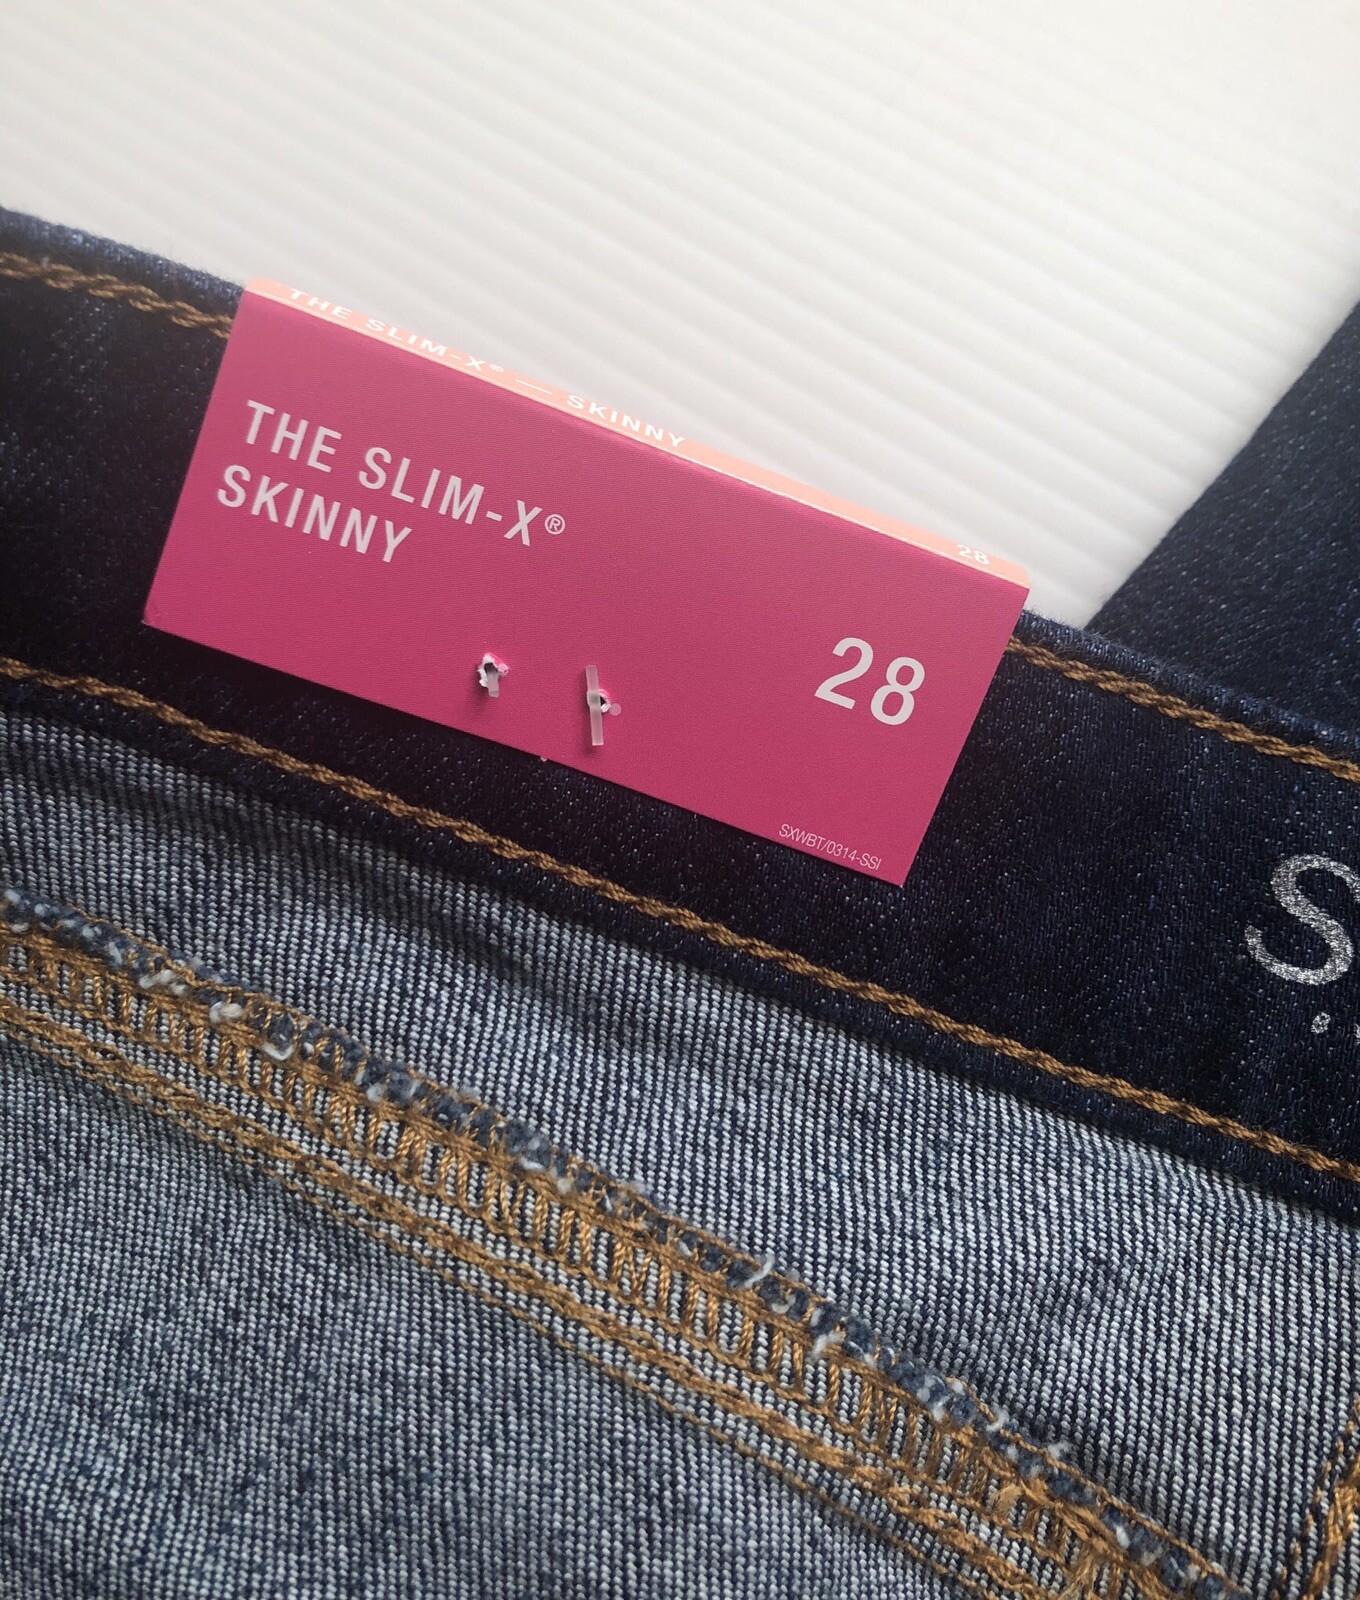 THE SLIM-X® — SKINNY 28
THE SLIM-X®
SKINNY
28
SXWBT/0314-SSI
S